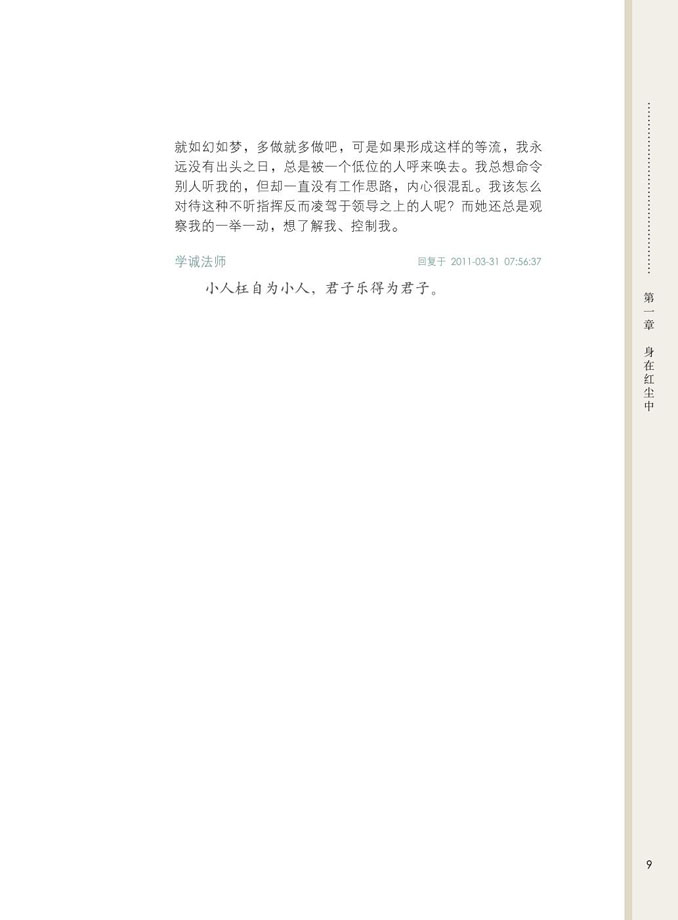 就如幻如梦，多做就多做吧，可是如果形成这样的等流，我永
远没有出头之日，总是被一个低位的人呼来唤去。我总想命令
别人听我的，但却一直没有工作思路，内心很混乱。我该怎么
对待这种不听指挥反而凌驾于领导之上的人呢？而她还总是观
察我的一举一动，想了解我、控制我。
学诚法师 回复于 2011-03-31 07:56:37
小人枉自为小人，君子乐得为君子。
第一章 身在红尘中
9